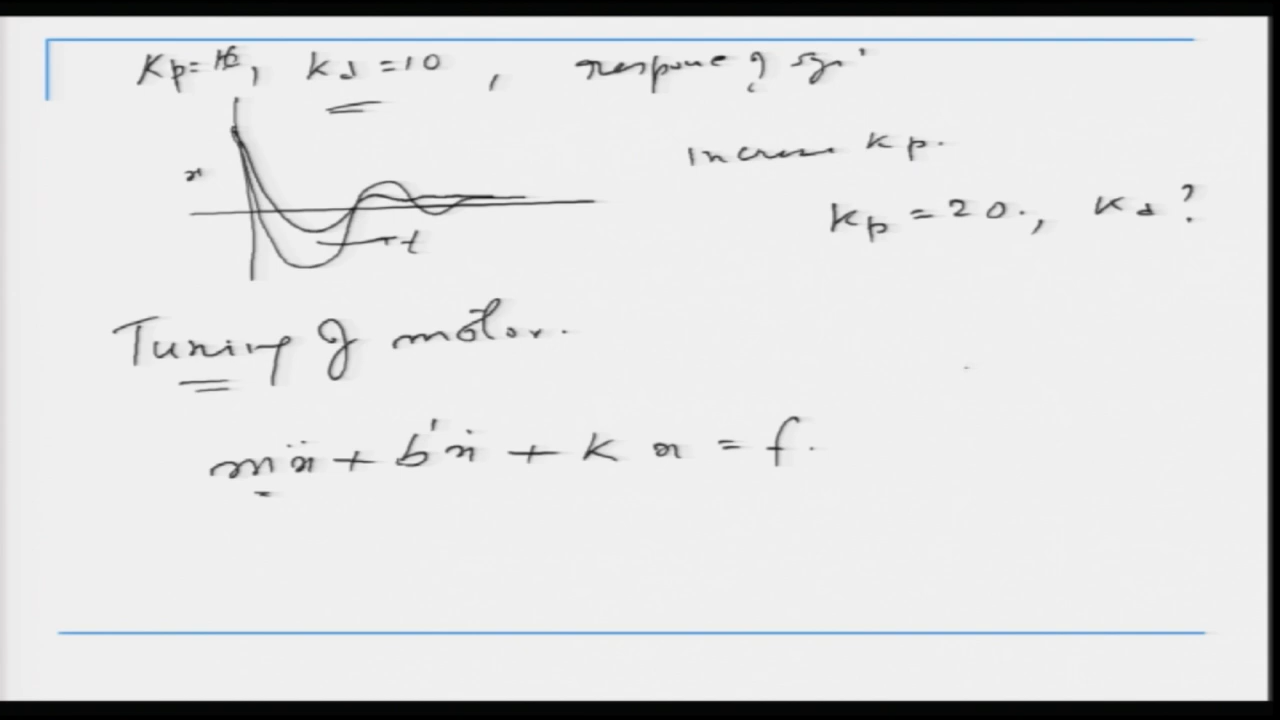 Kp=16, Kd=10, response of sys
x
Increase Kp.
Kp=20., Kd?
t
Tuning of motor.
mẍ + b'ẋ + K x = f.